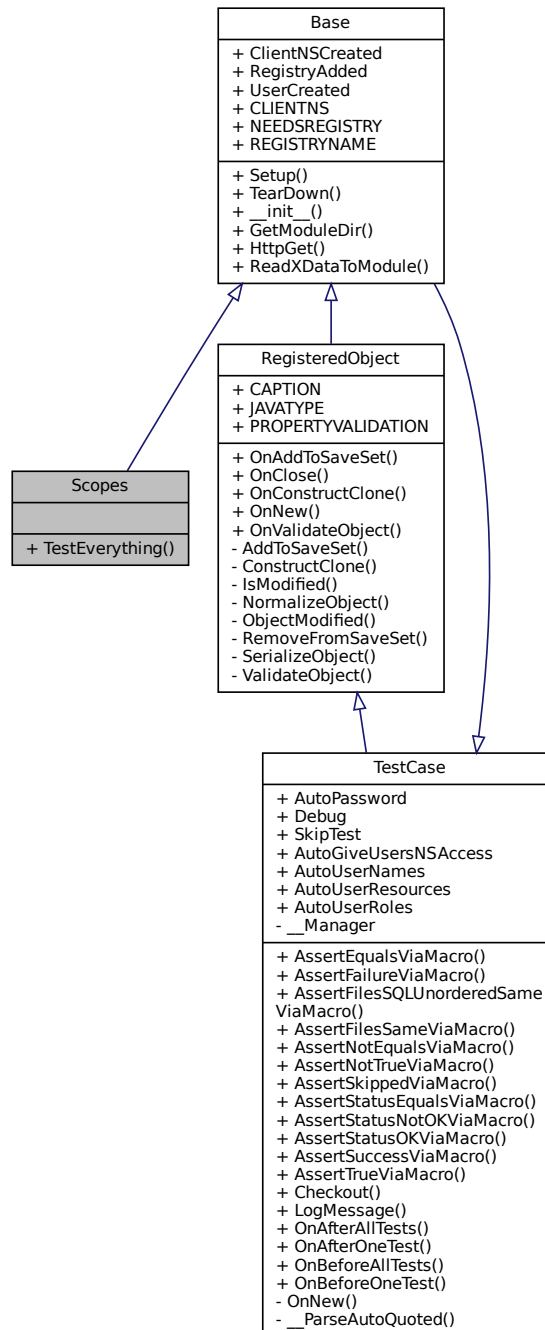 Base
+ ClientNSCreated
+ RegistryAdded
+ UserCreated
+ CLIENTNS
+ NEEDSREGISTRY
+ REGISTRYNAME
+ Setup()
+ TearDown()
+ __init__()
+ GetModuleDir()
+ HttpGet()
+ ReadXDataToModule()
RegisteredObject
+ CAPTION
+ JAVATYPE
+ PROPERTYVALIDATION
+ OnAddToSaveSet()
+ OnClose()
+ OnConstructClone()
+ OnNew()
+ OnValidateObject()
- AddToSaveSet()
- ConstructClone()
- IsModified()
- NormalizeObject()
- ObjectModified()
- RemoveFromSaveSet()
- SerializeObject()
- ValidateObject()
Scopes
+ TestEverything()
TestCase
+ AutoPassword
+ Debug
+ SkipTest
+ AutoGiveUsersNSAccess
+ AutoUserNames
+ AutoUserResources
+ AutoUserRoles
- __Manager
+ AssertEqualsViaMacro()
+ AssertFailureViaMacro()
+ AssertFilesSQLUnorderedSame
ViaMacro()
+ AssertFilesSameViaMacro()
+ AssertNotEqualsViaMacro()
+ AssertNotTrueViaMacro()
+ AssertSkippedViaMacro()
+ AssertStatusEqualsViaMacro()
+ AssertStatusNotOKViaMacro()
+ AssertStatusOKViaMacro()
+ AssertSuccessViaMacro()
+ AssertTrueViaMacro()
+ Checkout()
+ LogMessage()
+ OnAfterAllTests()
+ OnAfterOneTest()
+ OnBeforeAllTests()
+ OnBeforeOneTest()
- OnNew()
- __ParseAutoQuoted()